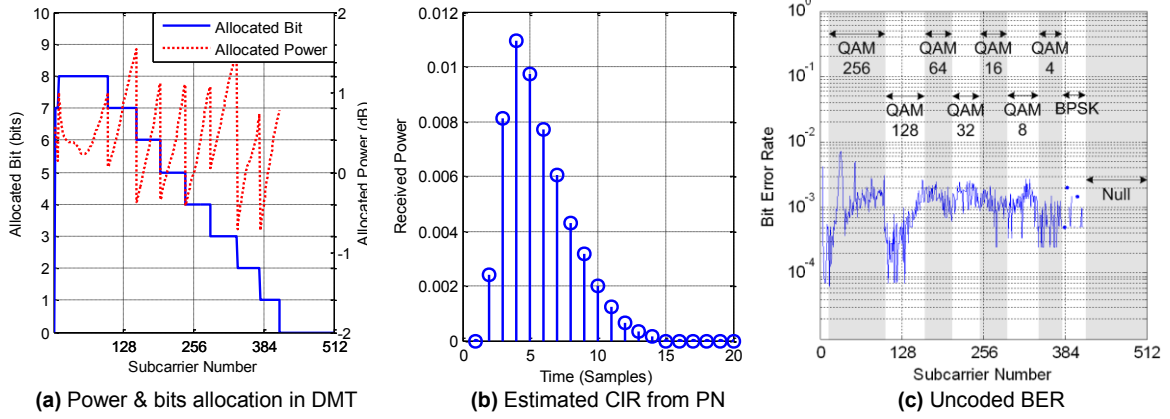 Allocated Bit
Allocated Power
Allocated Bit (bits)
10
9
8
7
6
5
4
3
2
1
0
Allocated Power (dB)
2
1
0
-1
-2
128
256
384
512
Subcarrier Number
(a) Power & bits allocation in DMT
Received Power
0.012
0.01
0.008
0.006
0.004
0.002
0
0
5
10
15
20
Time (Samples)
(b) Estimated CIR from PN
Bit Error Rate
10^0
10^-1
10^-2
10^-3
10^-4
QAM
256
QAM
64
QAM
16
QAM
4
QAM
128
QAM
32
QAM
8
BPSK
Null
0
128
256
384
512
Subcarrier Number
(c) Uncoded BER